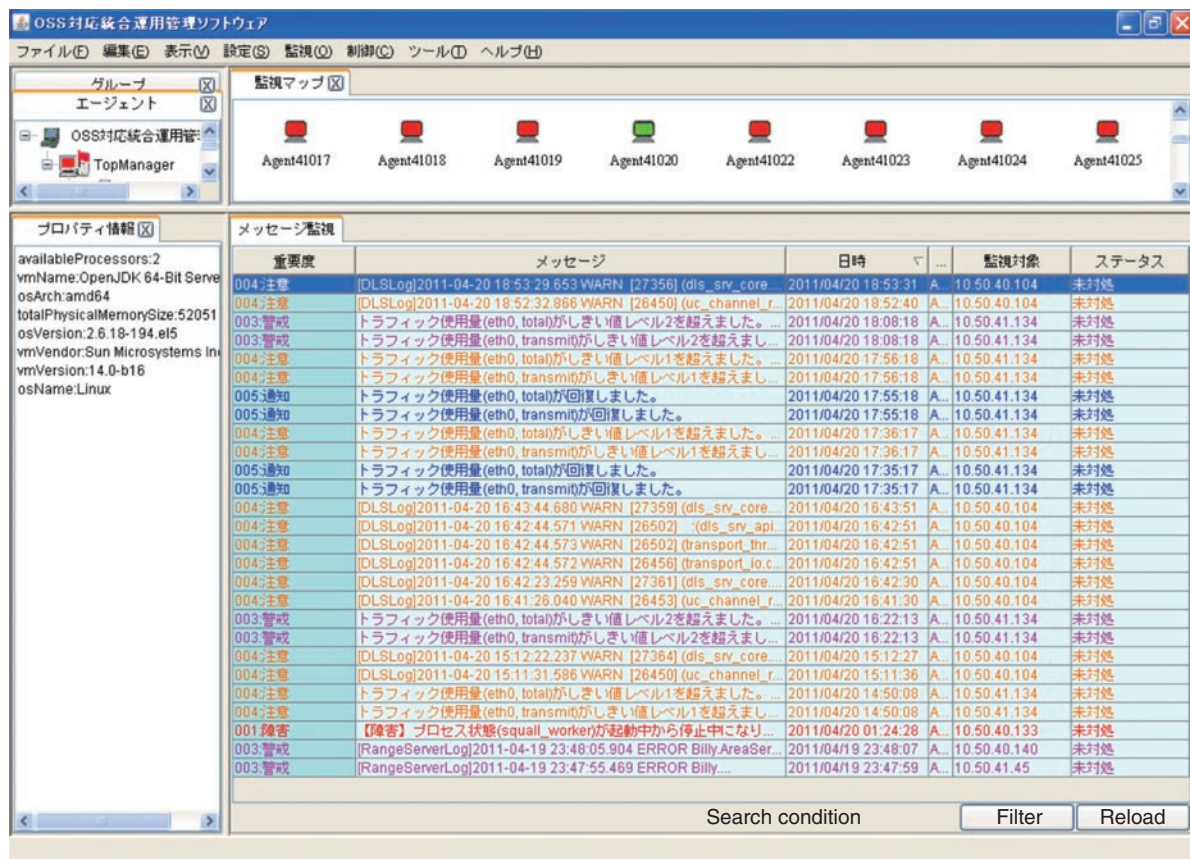 OSS対応統合運用管理ソフトウェア
ファイル(F) 編集(E) 表示(V) 設定(S) 監視(O) 制御(C) ツール(T) ヘルプ(H)
グループ
エージェント
OSS対応統合運用管
TopManager
監視マップ
Agent41017 Agent41018 Agent41019 Agent41020 Agent41022 Agent41023 Agent41024 Agent41025
プロパティ情報
availableProcessors:2
vmName:OpenJDK 64-Bit Serve
osArch:amd64
totalPhysicalMemorySize:52051
osVersion:2.6.18-194.el5
vmVendor:Sun Microsystems In
vmVersion:14.0-b16
osName:Linux
メッセージ監視
重要度 メッセージ 日時 ... 監視対象 ステータス
004:注意 [DLSLog]2011-04-20 18:53:29.653 WARN [27356] (dls_srv_core... 2011/04/20 18:53:31 A... 10.50.40.104 未対処
004:注意 [DLSLog]2011-04-20 18:52:32.866 WARN [26450] (uc_channel_r... 2011/04/20 18:52:40 A... 10.50.40.104 未対処
003:警戒 トラフィック使用量(eth0, total)がしきい値レベル2を超えました。... 2011/04/20 18:08:18 A... 10.50.41.134 未対処
003:警戒 トラフィック使用量(eth0, transmit)がしきい値レベル2を超えまし... 2011/04/20 18:08:18 A... 10.50.41.134 未対処
004:注意 トラフィック使用量(eth0, total)がしきい値レベル1を超えました。... 2011/04/20 17:56:18 A... 10.50.41.134 未対処
004:注意 トラフィック使用量(eth0, transmit)がしきい値レベル1を超えまし... 2011/04/20 17:56:18 A... 10.50.41.134 未対処
005:通知 トラフィック使用量(eth0, total)が回復しました。 2011/04/20 17:55:18 A... 10.50.41.134 未対処
005:通知 トラフィック使用量(eth0, transmit)が回復しました。 2011/04/20 17:55:18 A... 10.50.41.134 未対処
004:注意 トラフィック使用量(eth0, total)がしきい値レベル1を超えました。... 2011/04/20 17:36:17 A... 10.50.41.134 未対処
004:注意 トラフィック使用量(eth0, transmit)がしきい値レベル1を超えまし... 2011/04/20 17:36:17 A... 10.50.41.134 未対処
005:通知 トラフィック使用量(eth0, total)が回復しました。 2011/04/20 17:35:17 A... 10.50.41.134 未対処
005:通知 トラフィック使用量(eth0, transmit)が回復しました。 2011/04/20 17:35:17 A... 10.50.41.134 未対処
004:注意 [DLSLog]2011-04-20 16:43:44.680 WARN [27359] (dls_srv_core... 2011/04/20 16:43:51 A... 10.50.40.104 未対処
004:注意 [DLSLog]2011-04-20 16:42:44.571 WARN [26502] :(dls_srv_api... 2011/04/20 16:42:51 A... 10.50.40.104 未対処
004:注意 [DLSLog]2011-04-20 16:42:44.573 WARN [26502] (transport_thr... 2011/04/20 16:42:51 A... 10.50.40.104 未対処
004:注意 [DLSLog]2011-04-20 16:42:44.572 WARN [26456] (transport_io.c... 2011/04/20 16:42:51 A... 10.50.40.104 未対処
004:注意 [DLSLog]2011-04-20 16:42:23.259 WARN [27361] (dls_srv_core... 2011/04/20 16:42:30 A... 10.50.40.104 未対処
004:注意 [DLSLog]2011-04-20 16:41:26.040 WARN [26453] (uc_channel_r... 2011/04/20 16:41:30 A... 10.50.40.104 未対処
003:警戒 トラフィック使用量(eth0, total)がしきい値レベル2を超えました。... 2011/04/20 16:22:13 A... 10.50.41.134 未対処
003:警戒 トラフィック使用量(eth0, transmit)がしきい値レベル2を超えまし... 2011/04/20 16:22:13 A... 10.50.41.134 未対処
004:注意 [DLSLog]2011-04-20 15:12:22.237 WARN [27364] (dls_srv_core... 2011/04/20 15:12:27 A... 10.50.40.104 未対処
004:注意 [DLSLog]2011-04-20 15:11:31.586 WARN [26450] (uc_channel_r... 2011/04/20 15:11:36 A... 10.50.40.104 未対処
004:注意 トラフィック使用量(eth0, total)がしきい値レベル1を超えました。... 2011/04/20 14:50:08 A... 10.50.41.134 未対処
004:注意 トラフィック使用量(eth0, transmit)がしきい値レベル1を超えまし... 2011/04/20 14:50:08 A... 10.50.41.134 未対処
001:障害 【障害】プロセス状態(squall_worker)が起動中から停止中になり... 2011/04/20 01:24:28 A... 10.50.40.133 未対処
003:警戒 [RangeServerLog]2011-04-19 23:48:05.904 ERROR Billy.AreaSer... 2011/04/19 23:48:07 A... 10.50.40.140 未対処
003:警戒 [RangeServerLog]2011-04-19 23:47:55.469 ERROR Billy.... 2011/04/19 23:47:59 A... 10.50.41.45 未対処
Search condition Filter Reload